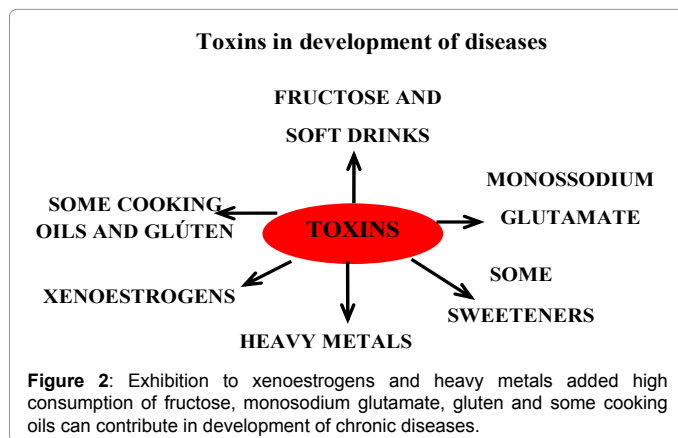 Toxins in development of diseases
FRUCTOSE AND
SOFT DRINKS
MONOSSODIUM
GLUTAMATE
SOME COOKING
OILS AND GLÚTEN
TOXINS
SOME
SWEETENERS
XENOESTROGENS
HEAVY METALS
Figure 2: Exhibition to xenoestrogens and heavy metals added high
consumption of fructose, monosodium glutamate, gluten and some cooking
oils can contribute in development of chronic diseases.